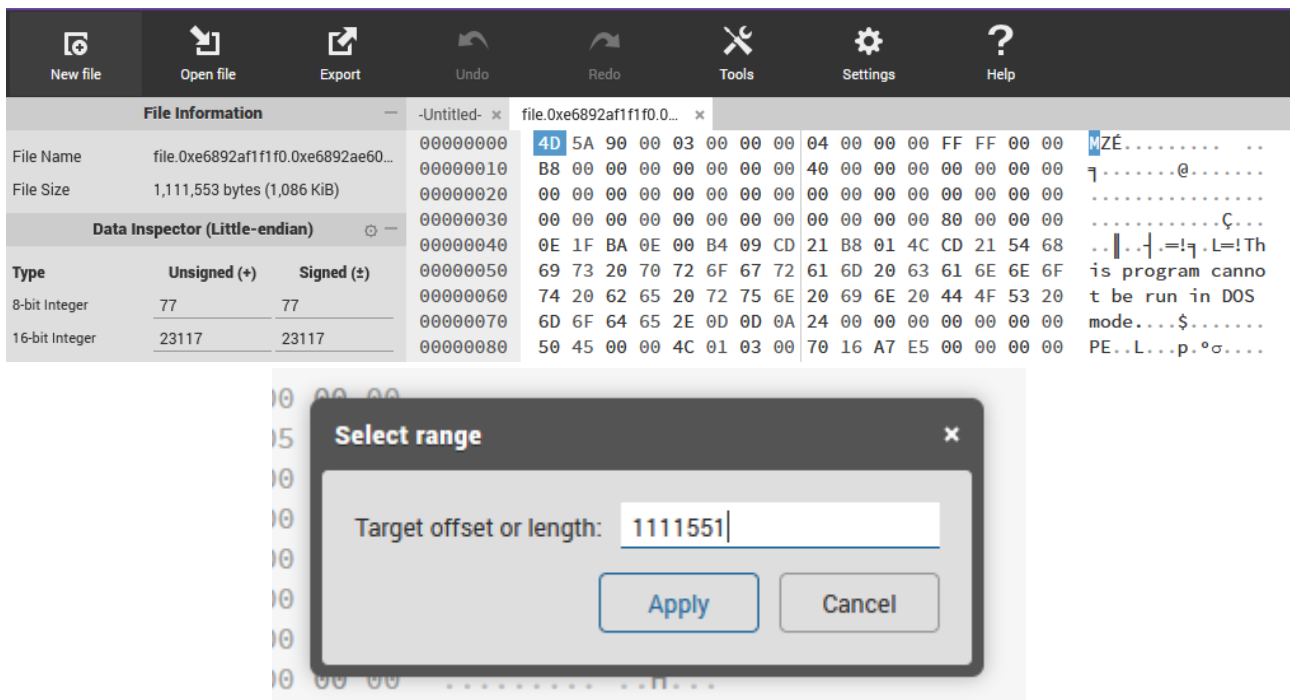 New file Open file Export Undo Redo Tools Settings Help
File Information
File Name file.0xe6892af1f1f0.0xe6892ae60...
File Size 1,111,553 bytes (1,086 KiB)
Data Inspector (Little-endian)
Type Unsigned (+) Signed (±)
8-bit Integer 77 77
16-bit Integer 23117 23117
-Untitled- × file.0xe6892af1f1f0.0... ×
00000000 4D 5A 90 00 03 00 00 00 04 00 00 00 FF FF 00 00 MZÉ......... ..
00000010 B8 00 00 00 00 00 00 00 40 00 00 00 00 00 00 00 ╕.......@.......
00000020 00 00 00 00 00 00 00 00 00 00 00 00 00 00 00 00 ................
00000030 00 00 00 00 00 00 00 00 00 00 00 00 80 00 00 00 ............Ç...
00000040 0E 1F BA 0E 00 B4 09 CD 21 B8 01 4C CD 21 54 68 ..║..┤.═!╕.L═!Th
00000050 69 73 20 70 72 6F 67 72 61 6D 20 63 61 6E 6E 6F is program canno
00000060 74 20 62 65 20 72 75 6E 20 69 6E 20 44 4F 53 20 t be run in DOS
00000070 6D 6F 64 65 2E 0D 0D 0A 24 00 00 00 00 00 00 00 mode....$.......
00000080 50 45 00 00 4C 01 03 00 70 16 A7 E5 00 00 00 00 PE..L...p.ºσ....
Select range ×
Target offset or length: 1111551
Apply Cancel